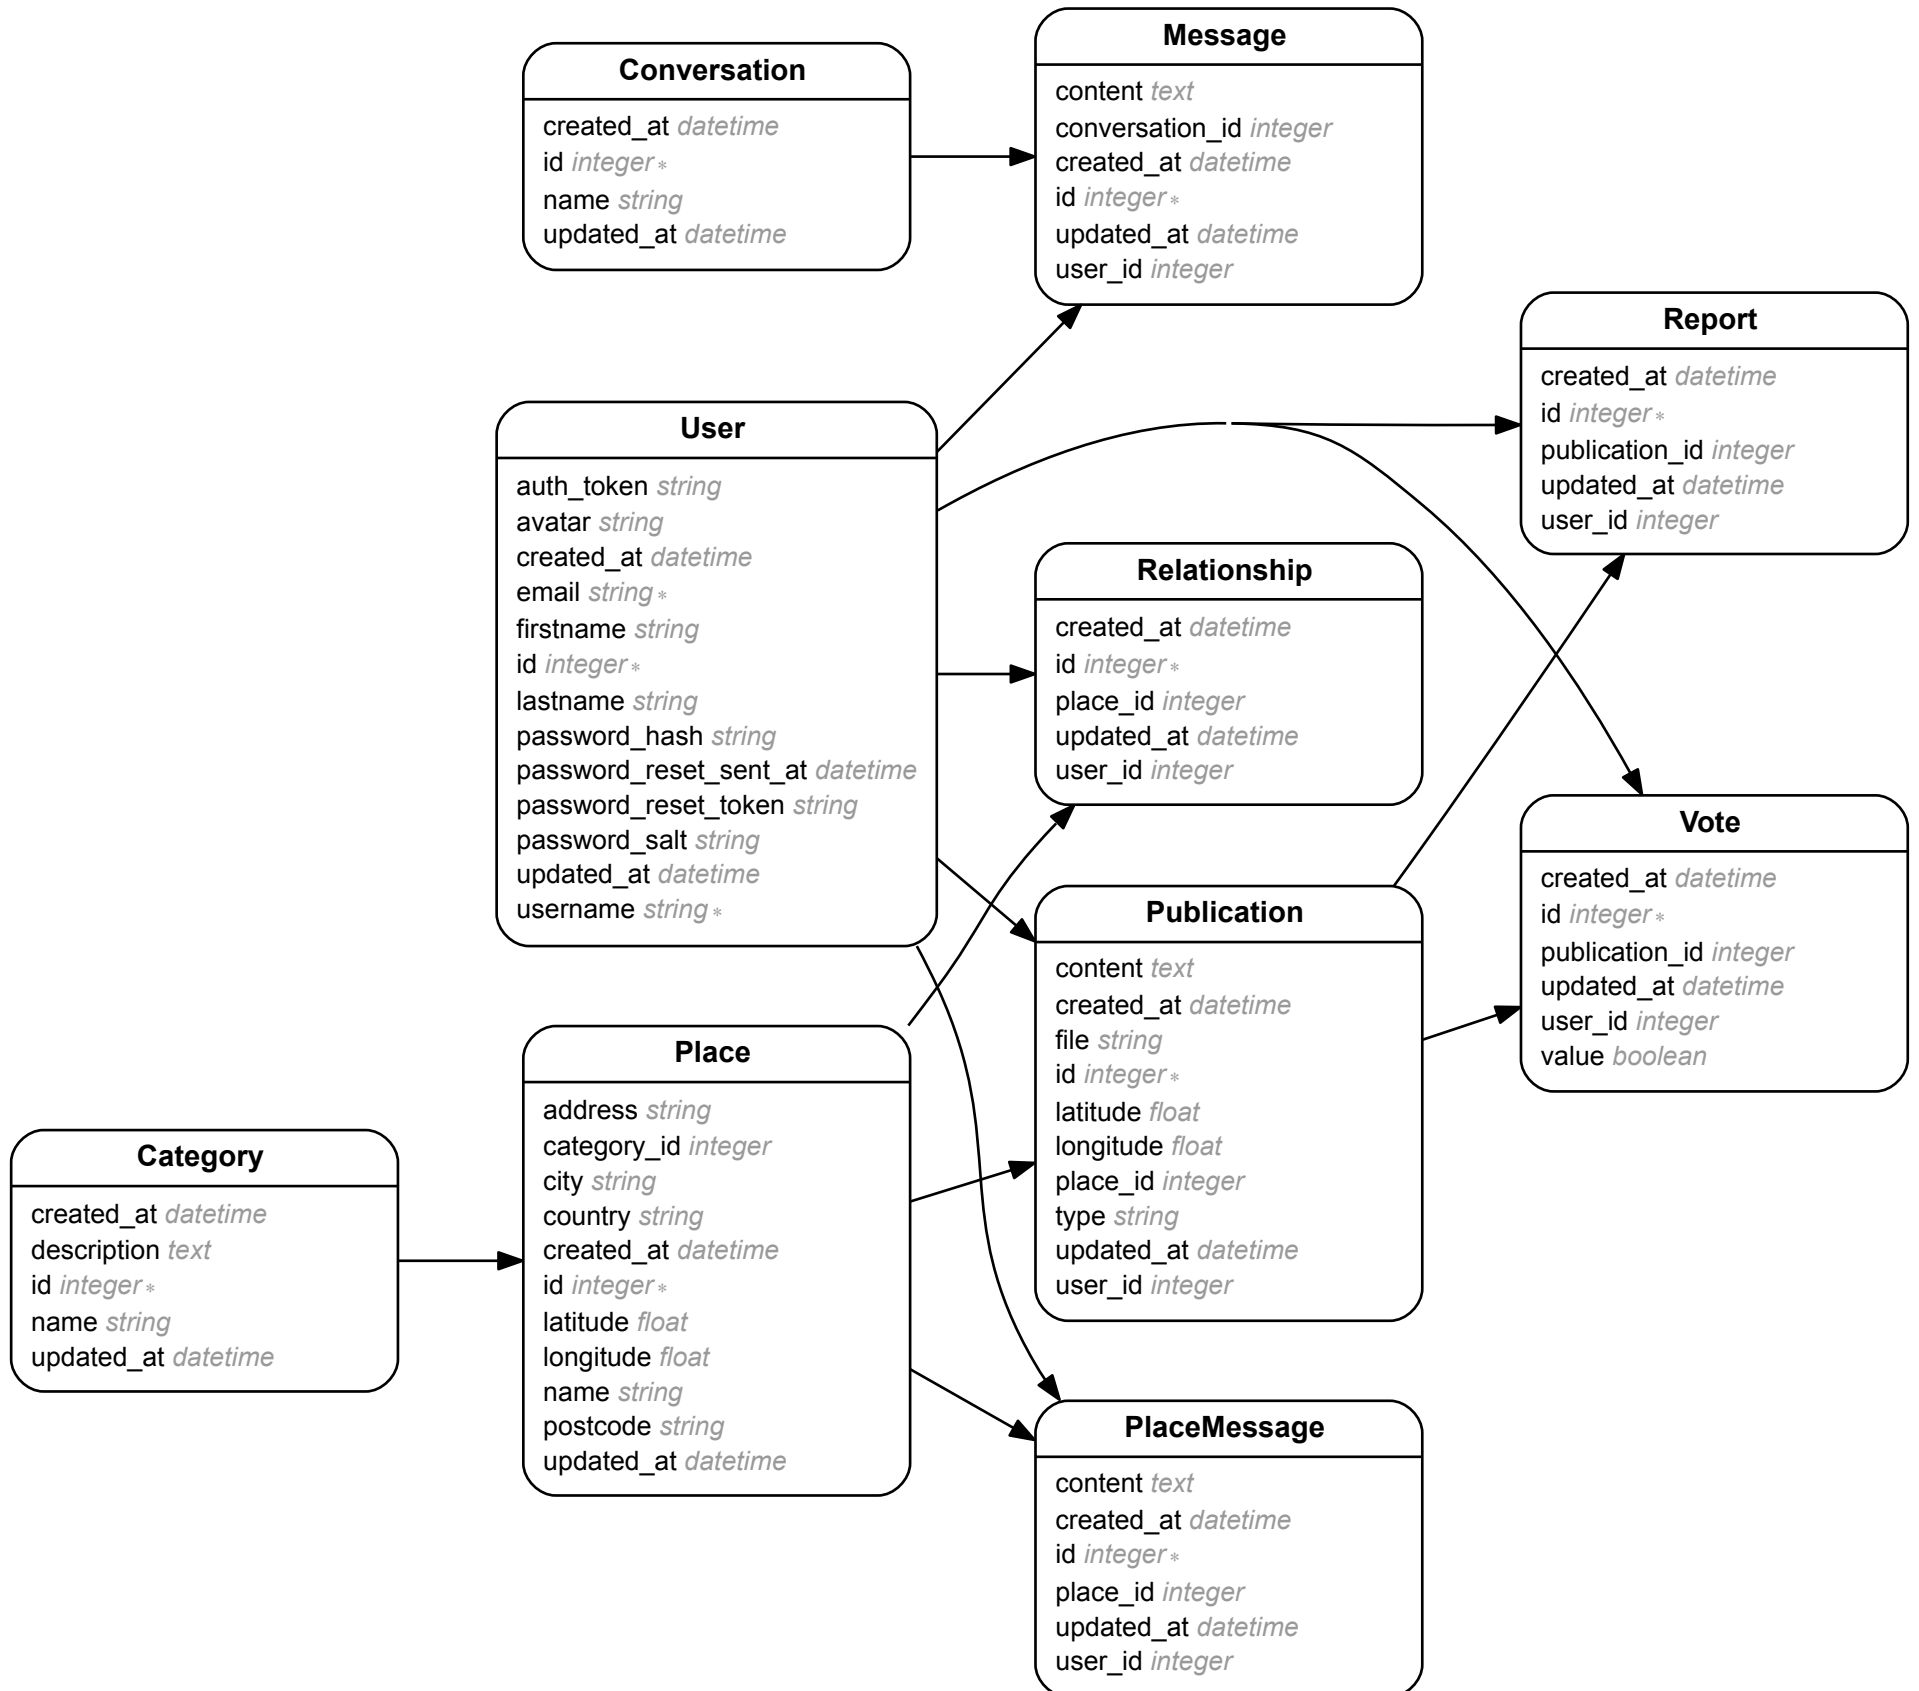 Conversation
created_at datetime
id integer *
name string
updated_at datetime
Message
content text
conversation_id integer
created_at datetime
id integer *
updated_at datetime
user_id integer
Report
created_at datetime
id integer *
publication_id integer
updated_at datetime
user_id integer
User
auth_token string
avatar string
created_at datetime
email string *
firstname string
id integer *
lastname string
password_hash string
password_reset_sent_at datetime
password_reset_token string
password_salt string
updated_at datetime
username string *
Relationship
created_at datetime
id integer *
place_id integer
updated_at datetime
user_id integer
Vote
created_at datetime
id integer *
publication_id integer
updated_at datetime
user_id integer
value boolean
Publication
content text
created_at datetime
file string
id integer *
latitude float
longitude float
place_id integer
type string
updated_at datetime
user_id integer
Place
address string
category_id integer
city string
country string
created_at datetime
id integer *
latitude float
longitude float
name string
postcode string
updated_at datetime
Category
created_at datetime
description text
id integer *
name string
updated_at datetime
PlaceMessage
content text
created_at datetime
id integer *
place_id integer
updated_at datetime
user_id integer